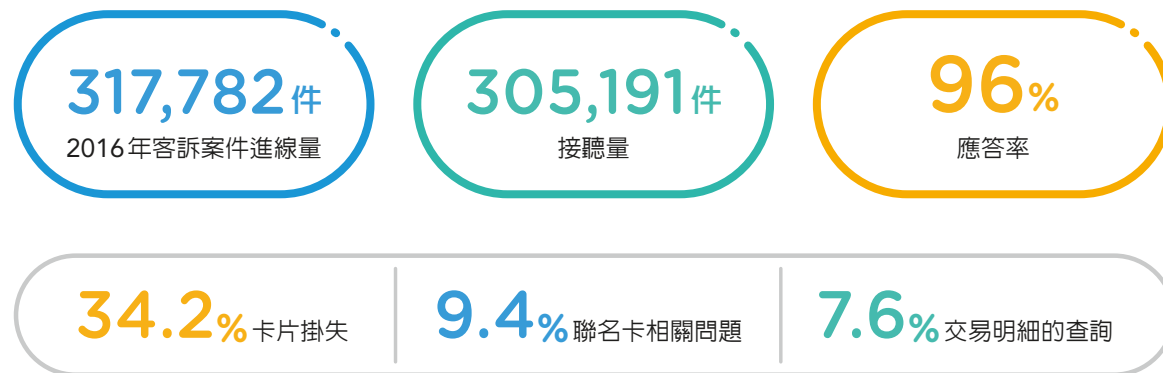 317,782件
2016年客訴案件進線量
305,191件
接聽量
96%
應答率
34.2%卡片掛失
9.4%聯名卡相關問題
7.6%交易明細的查詢